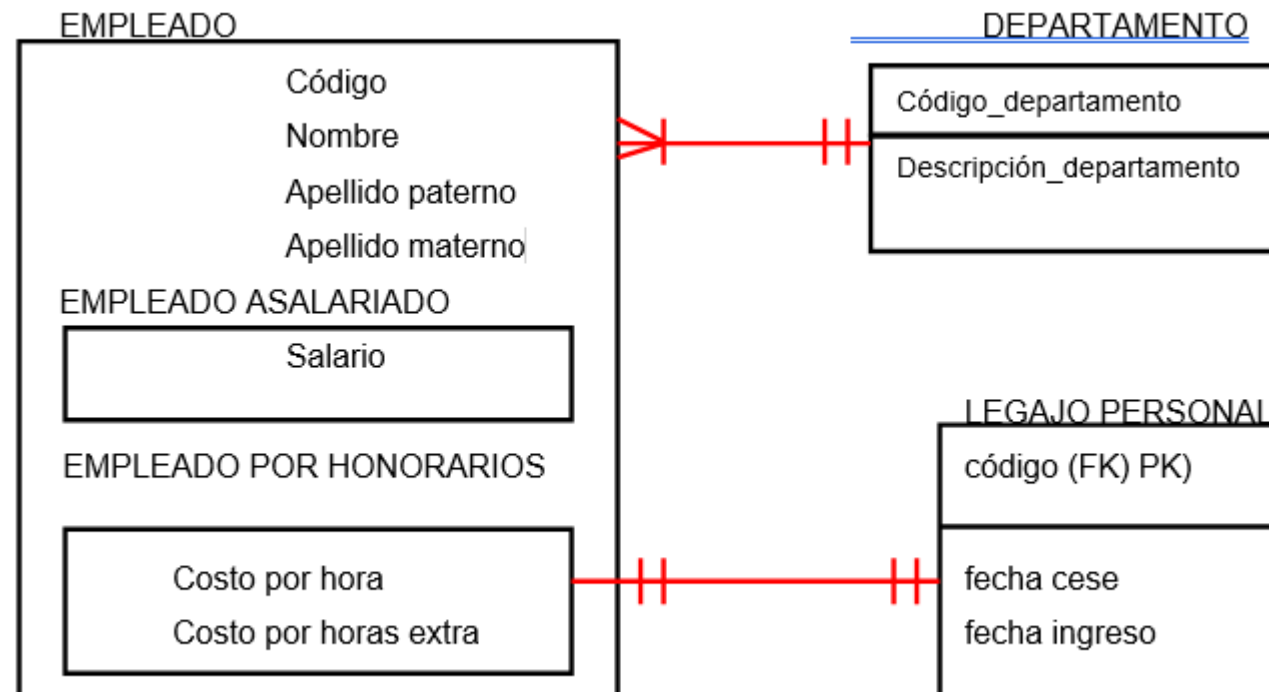 EMPLEADO
Código
Nombre
Apellido paterno
Apellido materno
EMPLEADO ASALARIADO
Salario
EMPLEADO POR HONORARIOS
Costo por hora
Costo por horas extra
DEPARTAMENTO
Código_departamento
Descripción_departamento
LEGAJO PERSONAL
código (FK) PK)
fecha cese
fecha ingreso